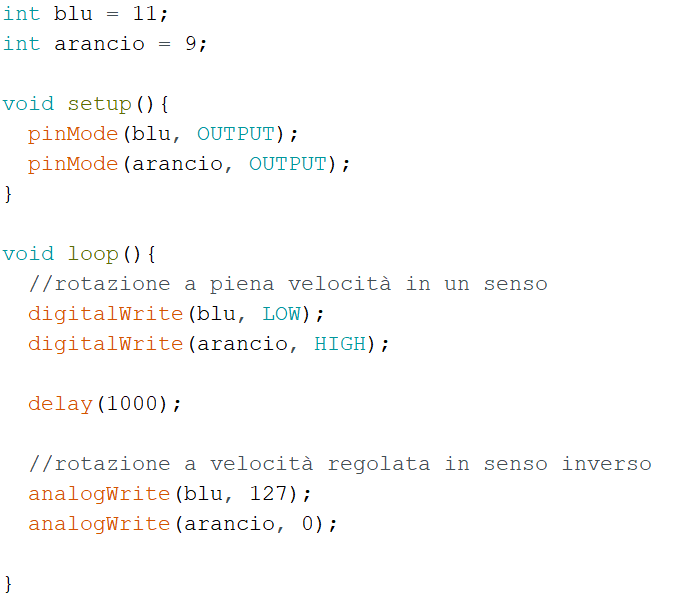 int blu = 11;
int arancio = 9;

void setup(){
  pinMode(blu, OUTPUT);
  pinMode(arancio, OUTPUT);
}

void loop(){
  //rotazione a piena velocità in un senso
  digitalWrite(blu, LOW);
  digitalWrite(arancio, HIGH);

  delay(1000);

  //rotazione a velocità regolata in senso inverso
  analogWrite(blu, 127);
  analogWrite(arancio, 0);

}